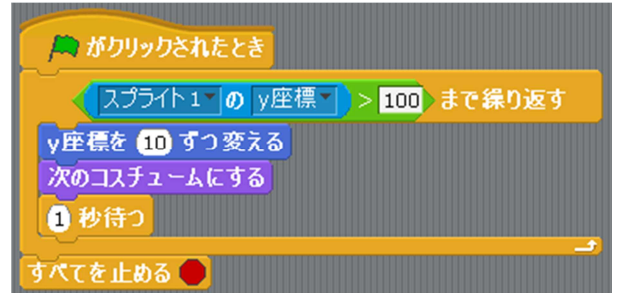 がクリックされたとき
スプライト1 の y座標 > 100 まで繰り返す
y座標を 10 ずつ変える
次のコスチュームにする
1 秒待つ
すべてを止める